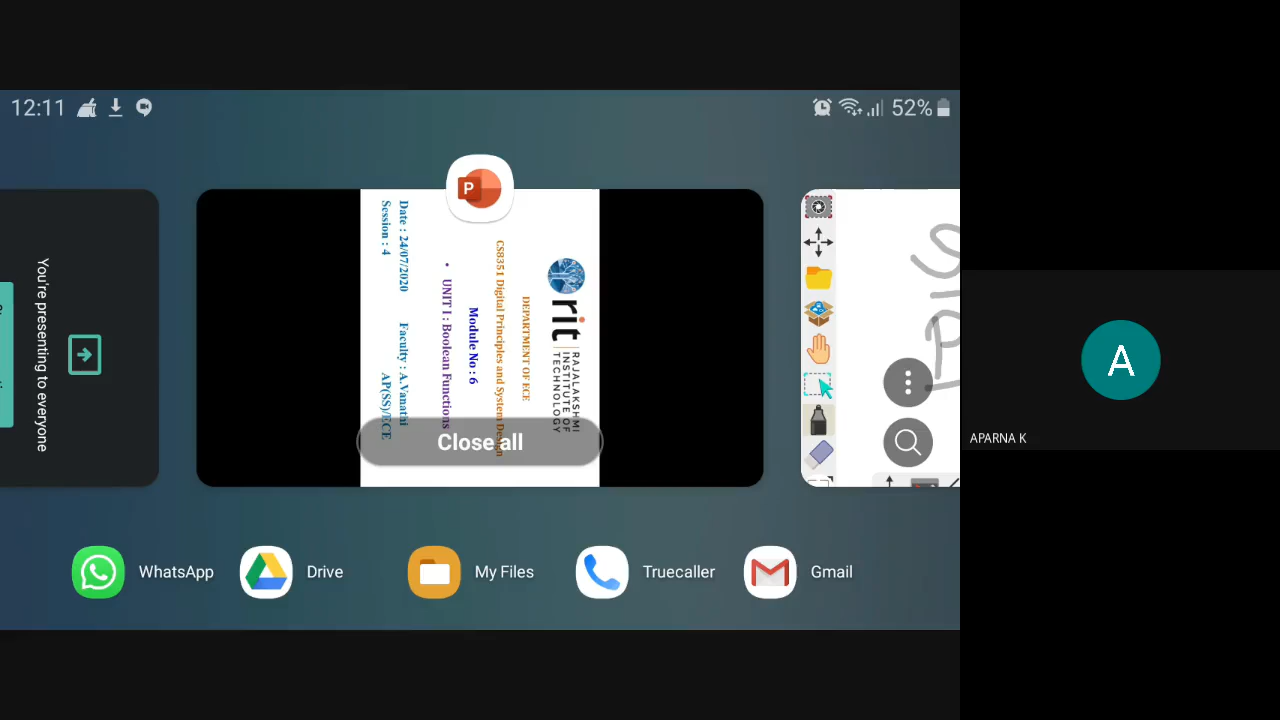 12:11
52%
You're presenting to everyone
P
rit
RAJALAKSHMI
INSTITUTE OF
TECHNOLOGY
DEPARTMENT OF ECE
CS8351 Digital Principles and System Design
Module No : 6
• UNIT I : Boolean Functions
Date : 24/07/2020 Faculty : A.Vanathi
Session : 4 AP(SS)/ECE
Close all
WhatsApp
Drive
My Files
Truecaller
Gmail
A
APARNA K